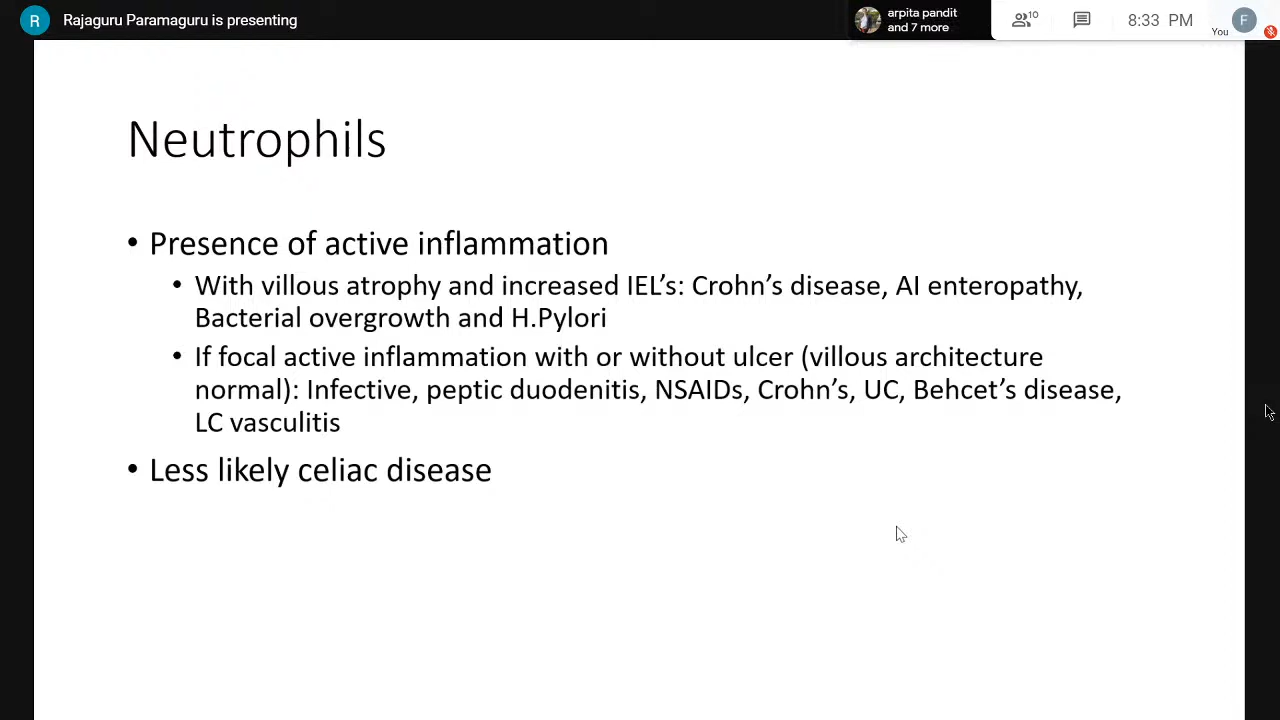 R Rajaguru Paramaguru is presenting
arpita pandit
and 7 more
10
8:33 PM
You
F
Neutrophils
• Presence of active inflammation
• With villous atrophy and increased IEL’s: Crohn’s disease, AI enteropathy,
Bacterial overgrowth and H.Pylori
• If focal active inflammation with or without ulcer (villous architecture
normal): Infective, peptic duodenitis, NSAIDs, Crohn’s, UC, Behcet’s disease,
LC vasculitis
• Less likely celiac disease